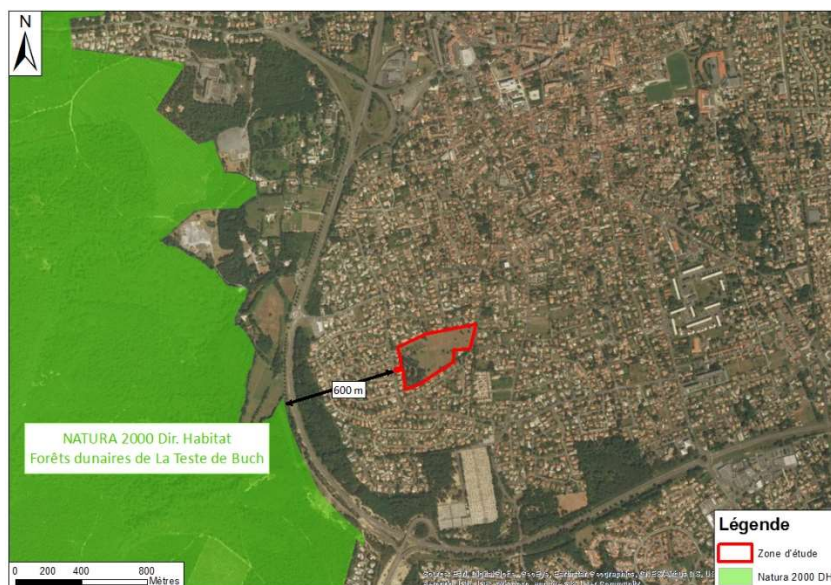 N
600 m
NATURA 2000 Dir. Habitat
Forêts dunaires de La Teste de Buch
Légende
Zone d'étude
Natura 2000 DH
0 200 400 800
Mètres